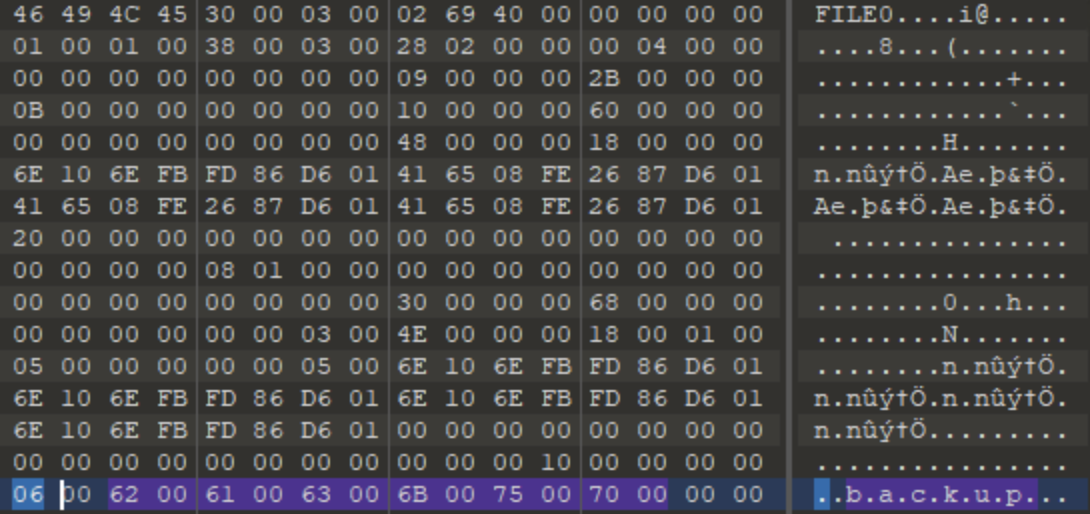 46 49 4C 45 30 00 03 00 02 69 40 00 00 00 00 00 FILE0....i@.....
01 00 01 00 38 00 03 00 28 02 00 00 00 04 00 00 ....8...(.......
00 00 00 00 00 00 00 00 09 00 00 00 2B 00 00 00 ............+...
0B 00 00 00 00 00 00 00 10 00 00 00 60 00 00 00 ............`...
00 00 00 00 00 00 00 00 48 00 00 00 18 00 00 00 ........H.......
6E 10 6E FB FD 86 D6 01 41 65 08 FE 26 87 D6 01 n.nûý†Ö.Ae.þ&‡Ö.
41 65 08 FE 26 87 D6 01 41 65 08 FE 26 87 D6 01 Ae.þ&‡Ö.Ae.þ&‡Ö.
20 00 00 00 00 00 00 00 00 00 00 00 00 00 00 00  ...............
00 00 00 00 08 01 00 00 00 00 00 00 00 00 00 00 ................
00 00 00 00 00 00 00 00 30 00 00 00 68 00 00 00 ........0...h...
00 00 00 00 00 00 03 00 4E 00 00 00 18 00 01 00 ........N.......
05 00 00 00 00 00 05 00 6E 10 6E FB FD 86 D6 01 ........n.nûý†Ö.
6E 10 6E FB FD 86 D6 01 6E 10 6E FB FD 86 D6 01 n.nûý†Ö.n.nûý†Ö.
6E 10 6E FB FD 86 D6 01 00 00 00 00 00 00 00 00 n.nûý†Ö.........
00 00 00 00 00 00 00 00 00 00 00 10 00 00 00 00 ................
06 00 62 00 61 00 63 00 6B 00 75 00 70 00 00 00 ..b.a.c.k.u.p...